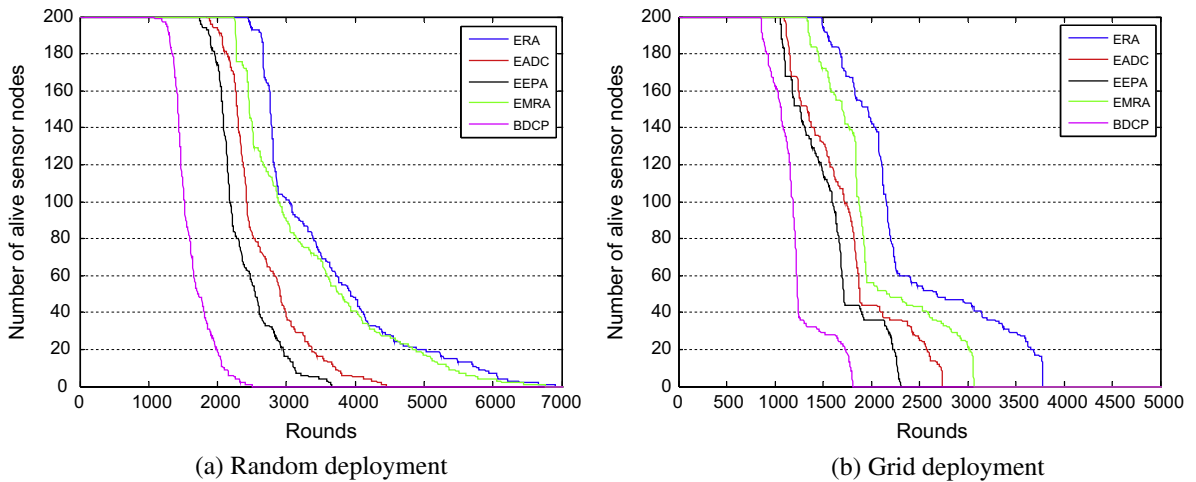 Number of alive sensor nodes
200
180
160
140
120
100
80
60
40
20
0
0 1000 2000 3000 4000 5000 6000 7000
Rounds
ERA
EADC
EEPA
EMRA
BDCP
(a) Random deployment
Number of alive sensor nodes
200
180
160
140
120
100
80
60
40
20
0
0 500 1000 1500 2000 2500 3000 3500 4000 4500 5000
Rounds
ERA
EADC
EEPA
EMRA
BDCP
(b) Grid deployment